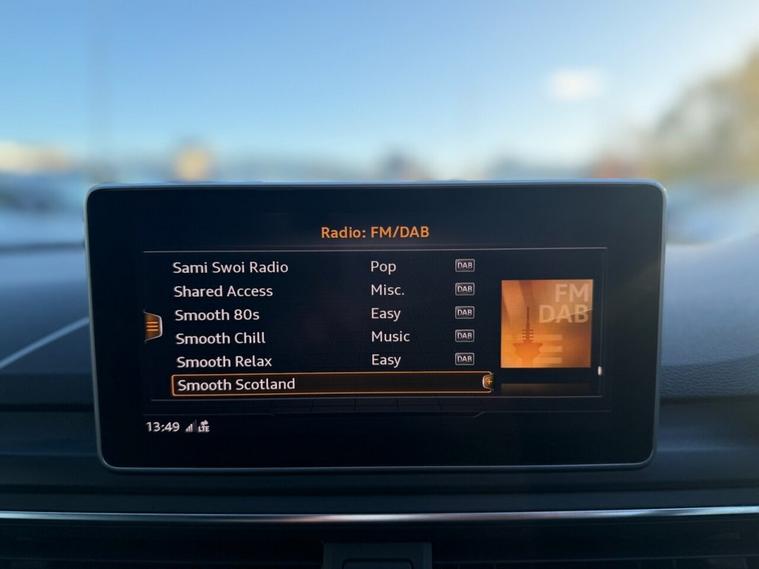 Radio: FM/DAB
Sami Swoi Radio Pop DAB
Shared Access Misc. DAB
Smooth 80s Easy DAB
Smooth Chill Music DAB
Smooth Relax Easy DAB
Smooth Scotland
FM
DAB
13:49 LTE